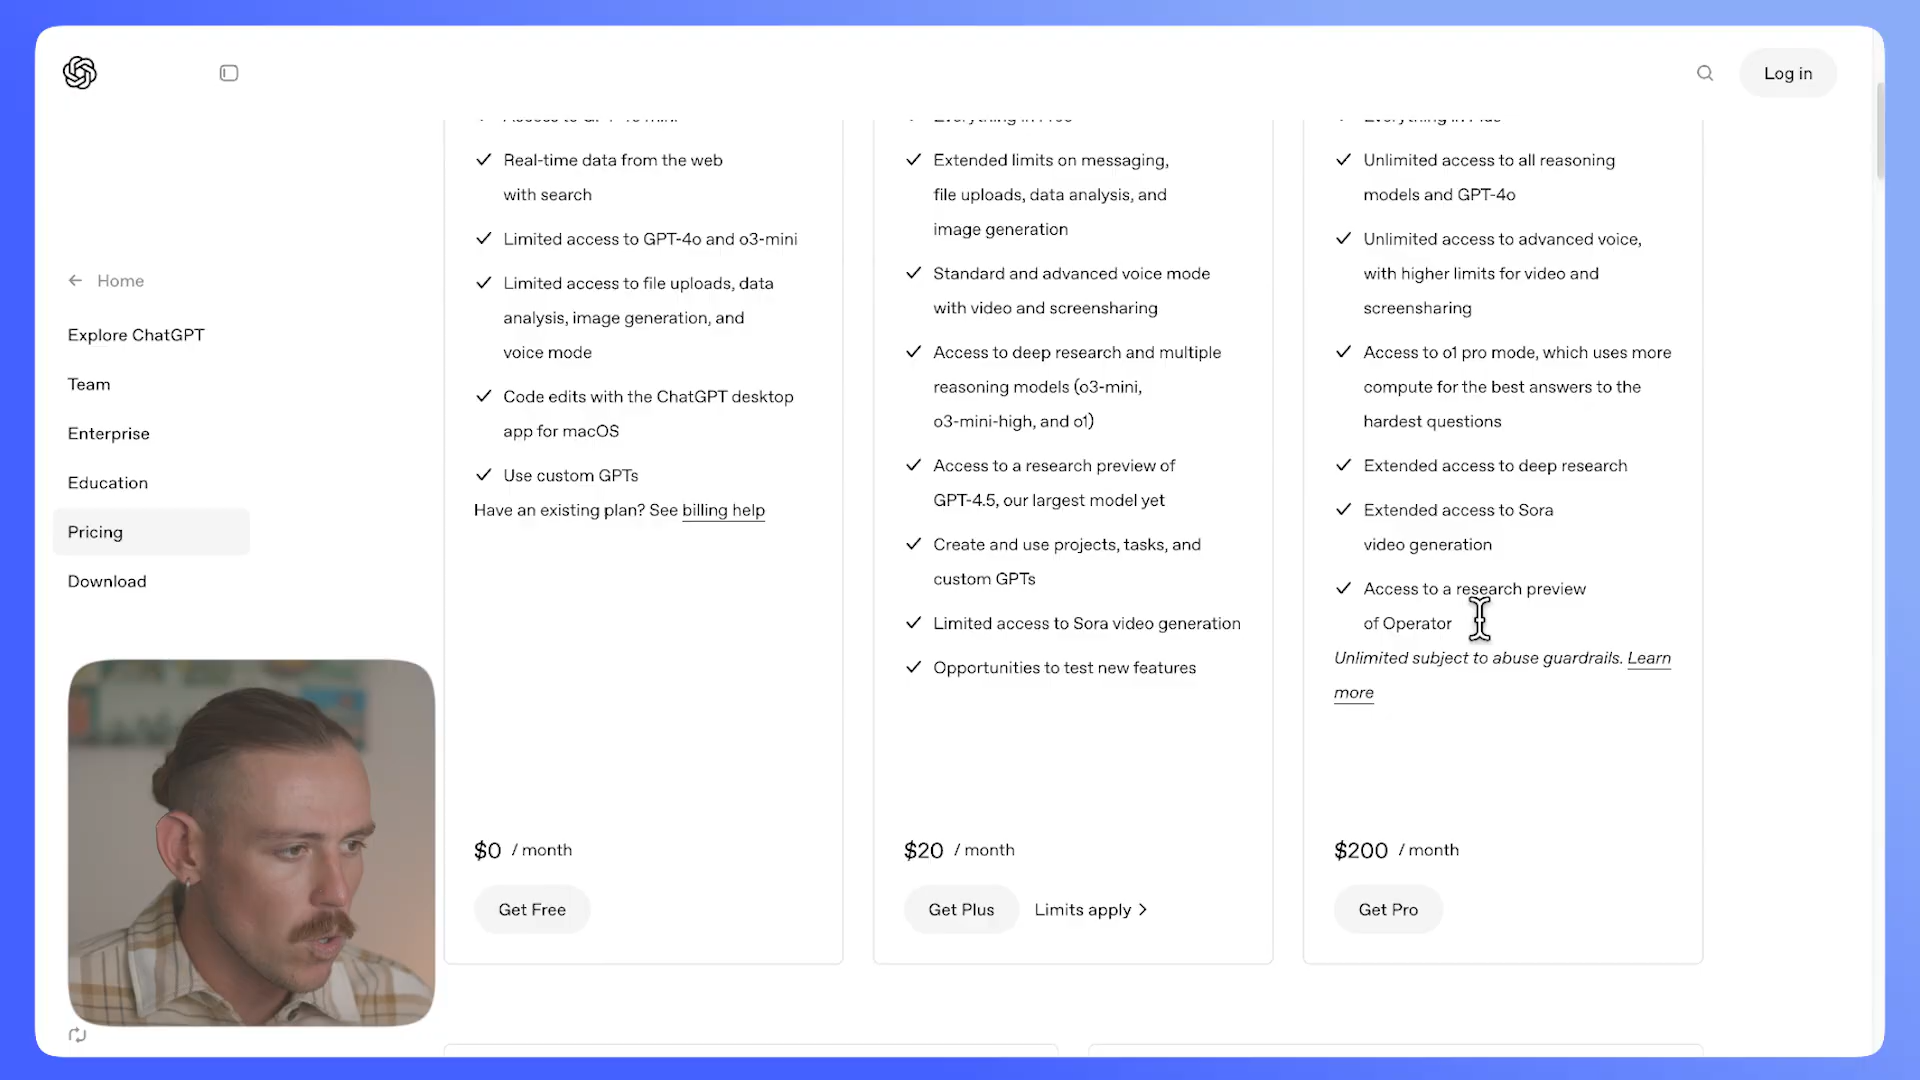 Log in
Home
Explore ChatGPT
Team
Enterprise
Education
Pricing
Download
Real-time data from the web
with search
Limited access to GPT-4o and o3-mini
Limited access to file uploads, data
analysis, image generation, and
voice mode
Code edits with the ChatGPT desktop
app for macOS
Use custom GPTs
Have an existing plan? See billing help
$0 / month
Get Free
Extended limits on messaging,
file uploads, data analysis, and
image generation
Standard and advanced voice mode
with video and screensharing
Access to deep research and multiple
reasoning models (o3-mini,
o3-mini-high, and o1)
Access to a research preview of
GPT-4.5, our largest model yet
Create and use projects, tasks, and
custom GPTs
Limited access to Sora video generation
Opportunities to test new features
$20 / month
Get Plus
Limits apply
Unlimited access to all reasoning
models and GPT-4o
Unlimited access to advanced voice,
with higher limits for video and
screensharing
Access to o1 pro mode, which uses more
compute for the best answers to the
hardest questions
Extended access to deep research
Extended access to Sora
video generation
Access to a research preview
of Operator
Unlimited subject to abuse guardrails. Learn
more
$200 / month
Get Pro